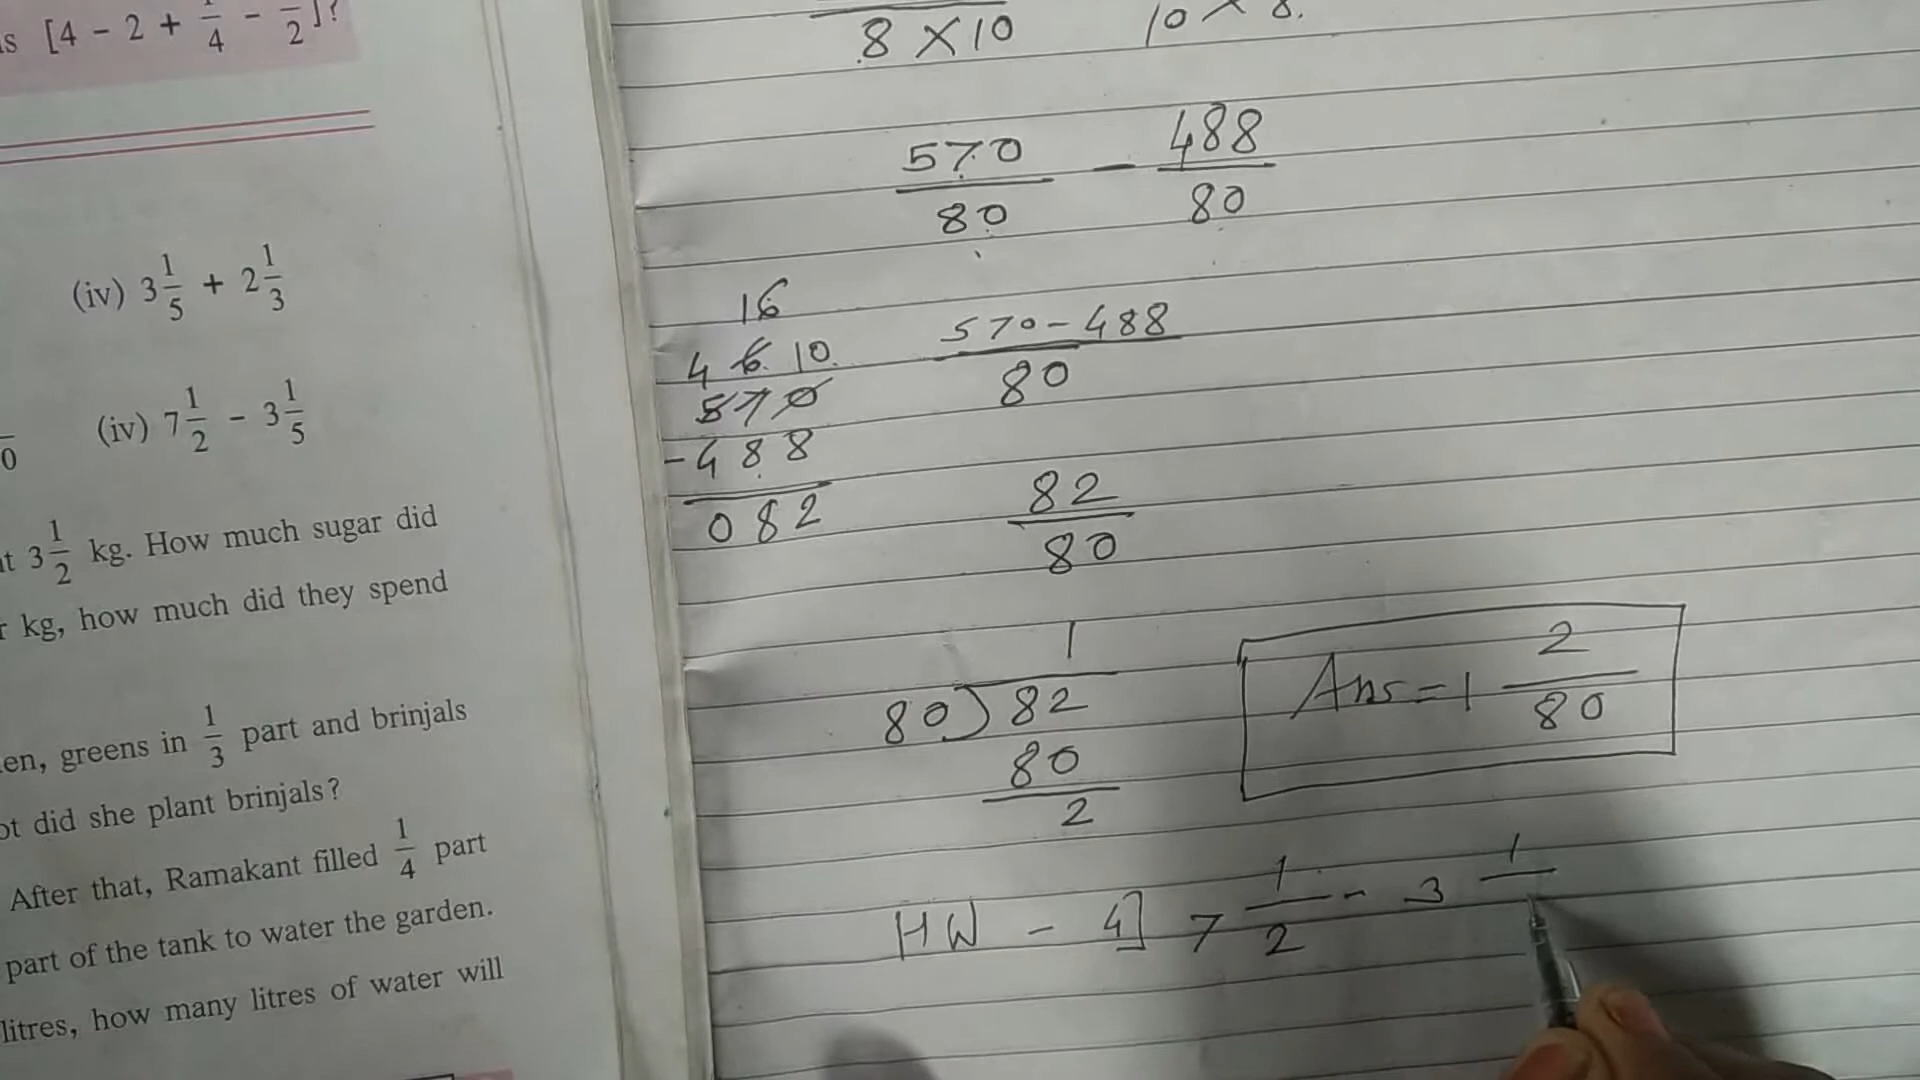 s [4 - 2 + 1/4 - /2]?
(iv) 3 1/5 + 2 1/3
0 (iv) 7 1/2 - 3 1/5
t 3 1/2 kg. How much sugar did
r kg, how much did they spend
en, greens in 1/3 part and brinjals
ot did she plant brinjals?
After that, Ramakant filled 1/4 part
part of the tank to water the garden.
litres, how many litres of water will
8 × 10 10 × 8.
570/80 - 488/80
16
4 6 10
570
-488
082
570-488/80
82/80
1
80)82
80
2
Ans = 1 2/80
HW - 4] 7 1/2 - 3 1/